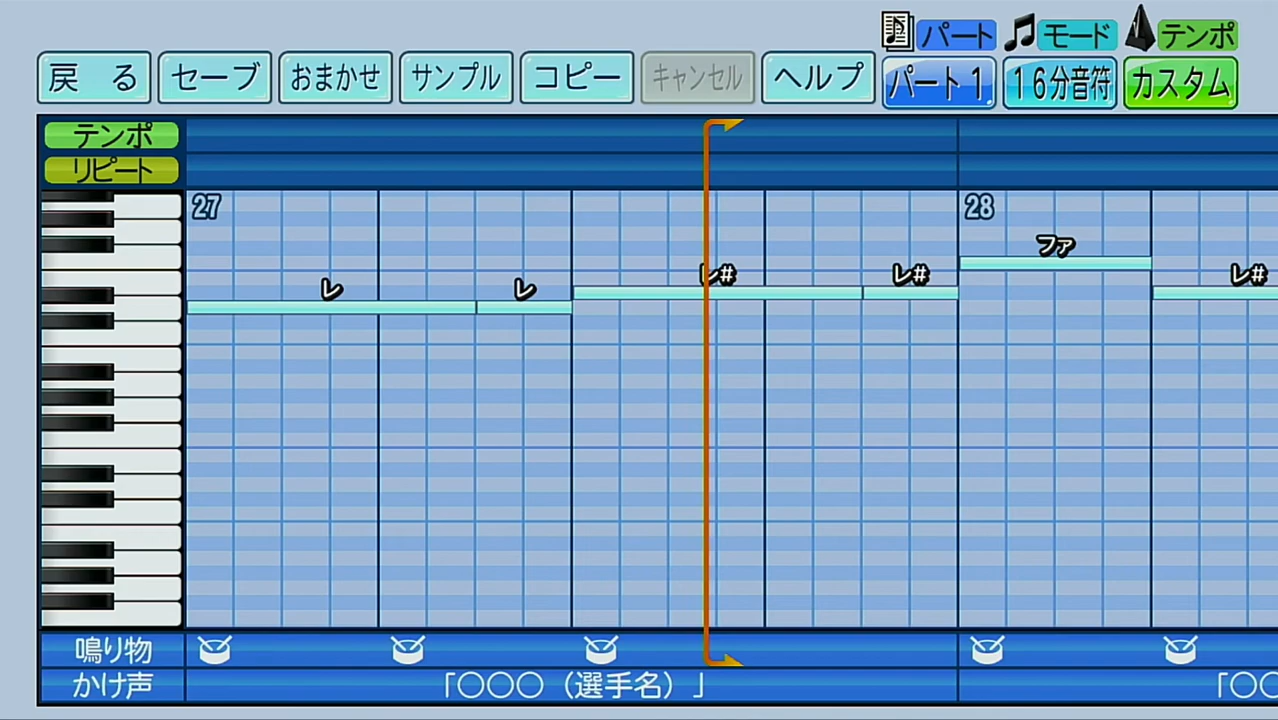 パート モード テンポ
戻る セーブ おまかせ サンプル コピー キャンセル ヘルプ パート1 16分音符 カスタム
テンポ
リピート
27 28
ファ
レ# レ# レ#
レ レ
鳴り物
かけ声 「○○○（選手名）」 「○○